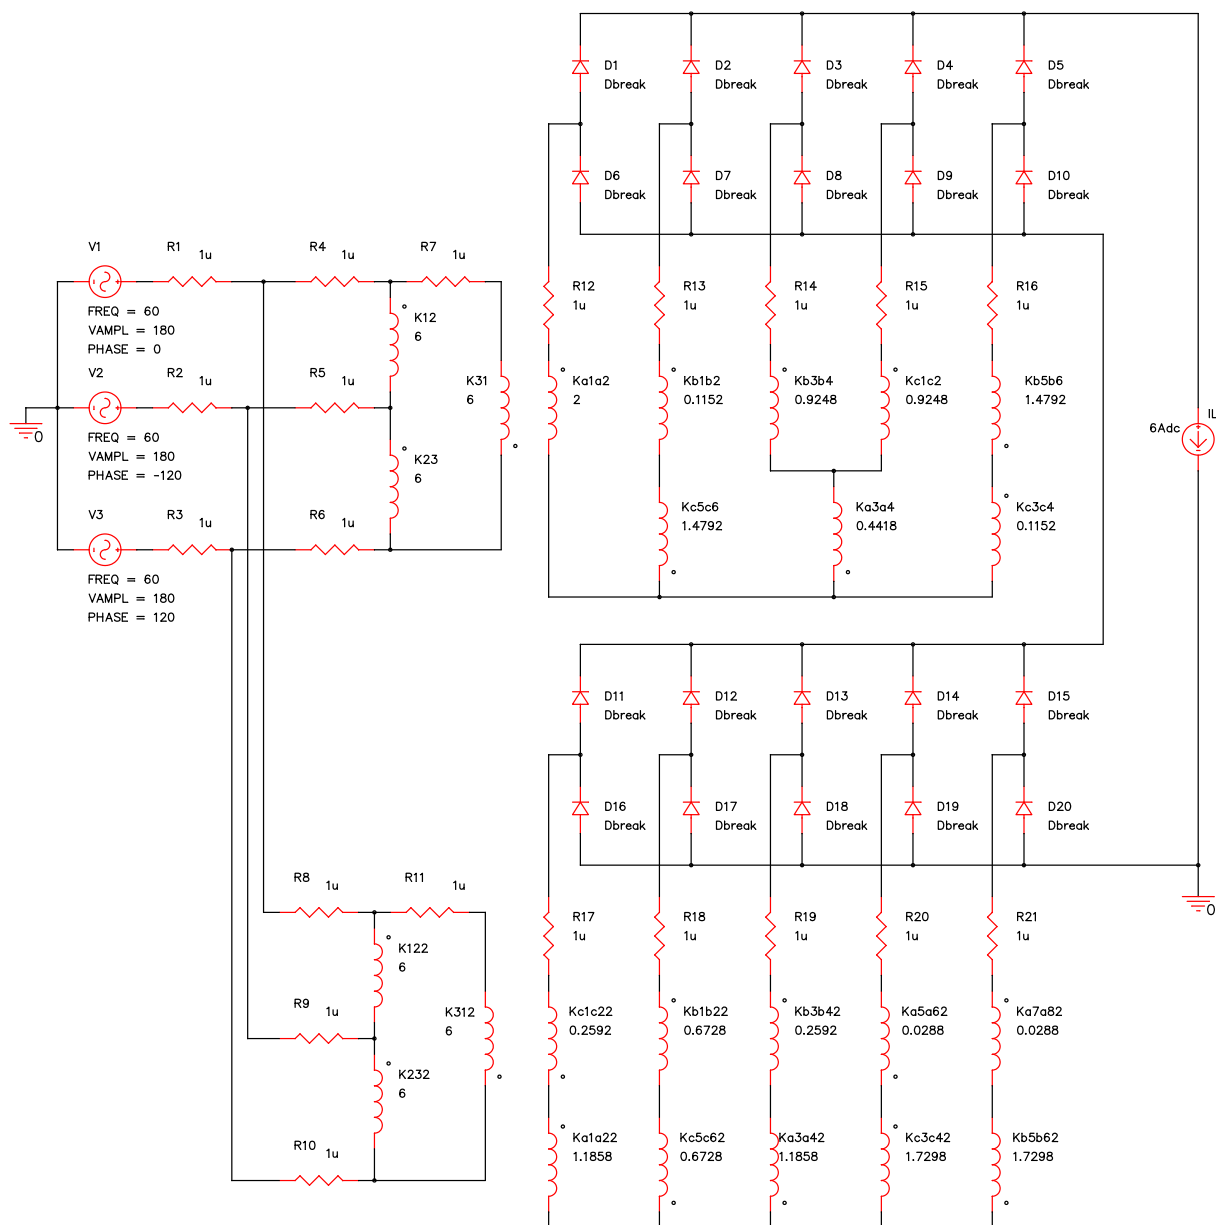 D1
Dbreak
D2
Dbreak
D3
Dbreak
D4
Dbreak
D5
Dbreak
D6
Dbreak
D7
Dbreak
D8
Dbreak
D9
Dbreak
D10
Dbreak
V1
FREQ = 60
VAMPL = 180
PHASE = 0
R1
1u
R4
1u
R7
1u
K12
6
V2
FREQ = 60
VAMPL = 180
PHASE = -120
R2
1u
R5
1u
K31
6
K23
6
0
V3
FREQ = 60
VAMPL = 180
PHASE = 120
R3
1u
R6
1u
R12
1u
R13
1u
R14
1u
R15
1u
R16
1u
Ka1a2
2
Kb1b2
0.1152
Kb3b4
0.9248
Kc1c2
0.9248
Kb5b6
1.4792
Kc5c6
1.4792
Ka3a4
0.4418
Kc3c4
0.1152
IL
6Adc
D11
Dbreak
D12
Dbreak
D13
Dbreak
D14
Dbreak
D15
Dbreak
D16
Dbreak
D17
Dbreak
D18
Dbreak
D19
Dbreak
D20
Dbreak
0
R8
1u
R11
1u
K122
6
R9
1u
K312
6
K232
6
R10
1u
R17
1u
R18
1u
R19
1u
R20
1u
R21
1u
Kc1c22
0.2592
Kb1b22
0.6728
Kb3b42
0.2592
Ka5a62
0.0288
Ka7a82
0.0288
Ka1a22
1.1858
Kc5c62
0.6728
Ka3a42
1.1858
Kc3c42
1.7298
Kb5b62
1.7298